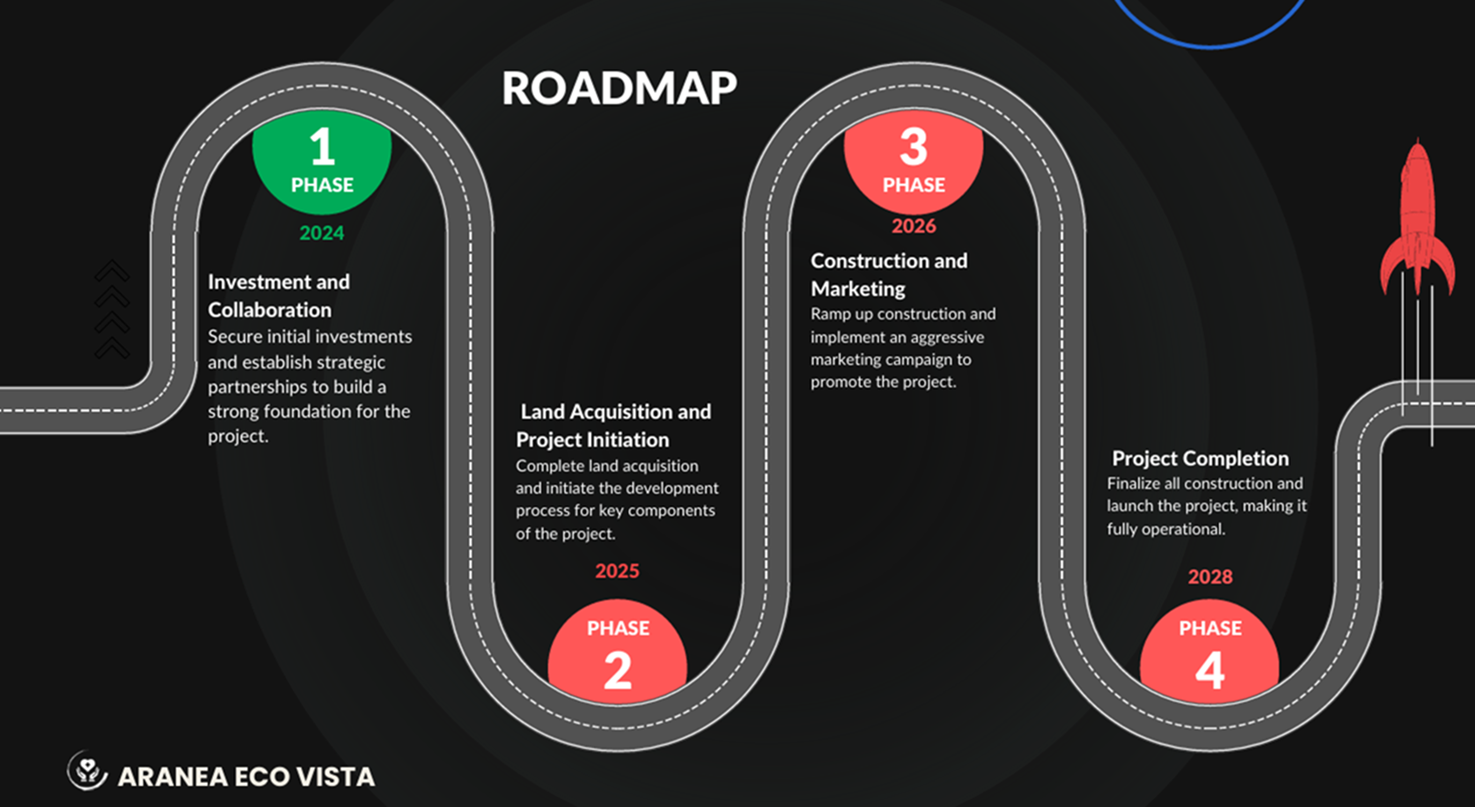 ROADMAP
1
PHASE
2024
Investment and
Collaboration
Secure initial investments
and establish strategic
partnerships to build a
strong foundation for the
project.
Land Acquisition and
Project Initiation
Complete land acquisition
and initiate the development
process for key components
of the project.
2025
PHASE
2
3
PHASE
2026
Construction and
Marketing
Ramp up construction and
implement an aggressive
marketing campaign to
promote the project.
Project Completion
Finalize all construction and
launch the project, making it
fully operational.
2028
PHASE
4
ARANEA ECO VISTA